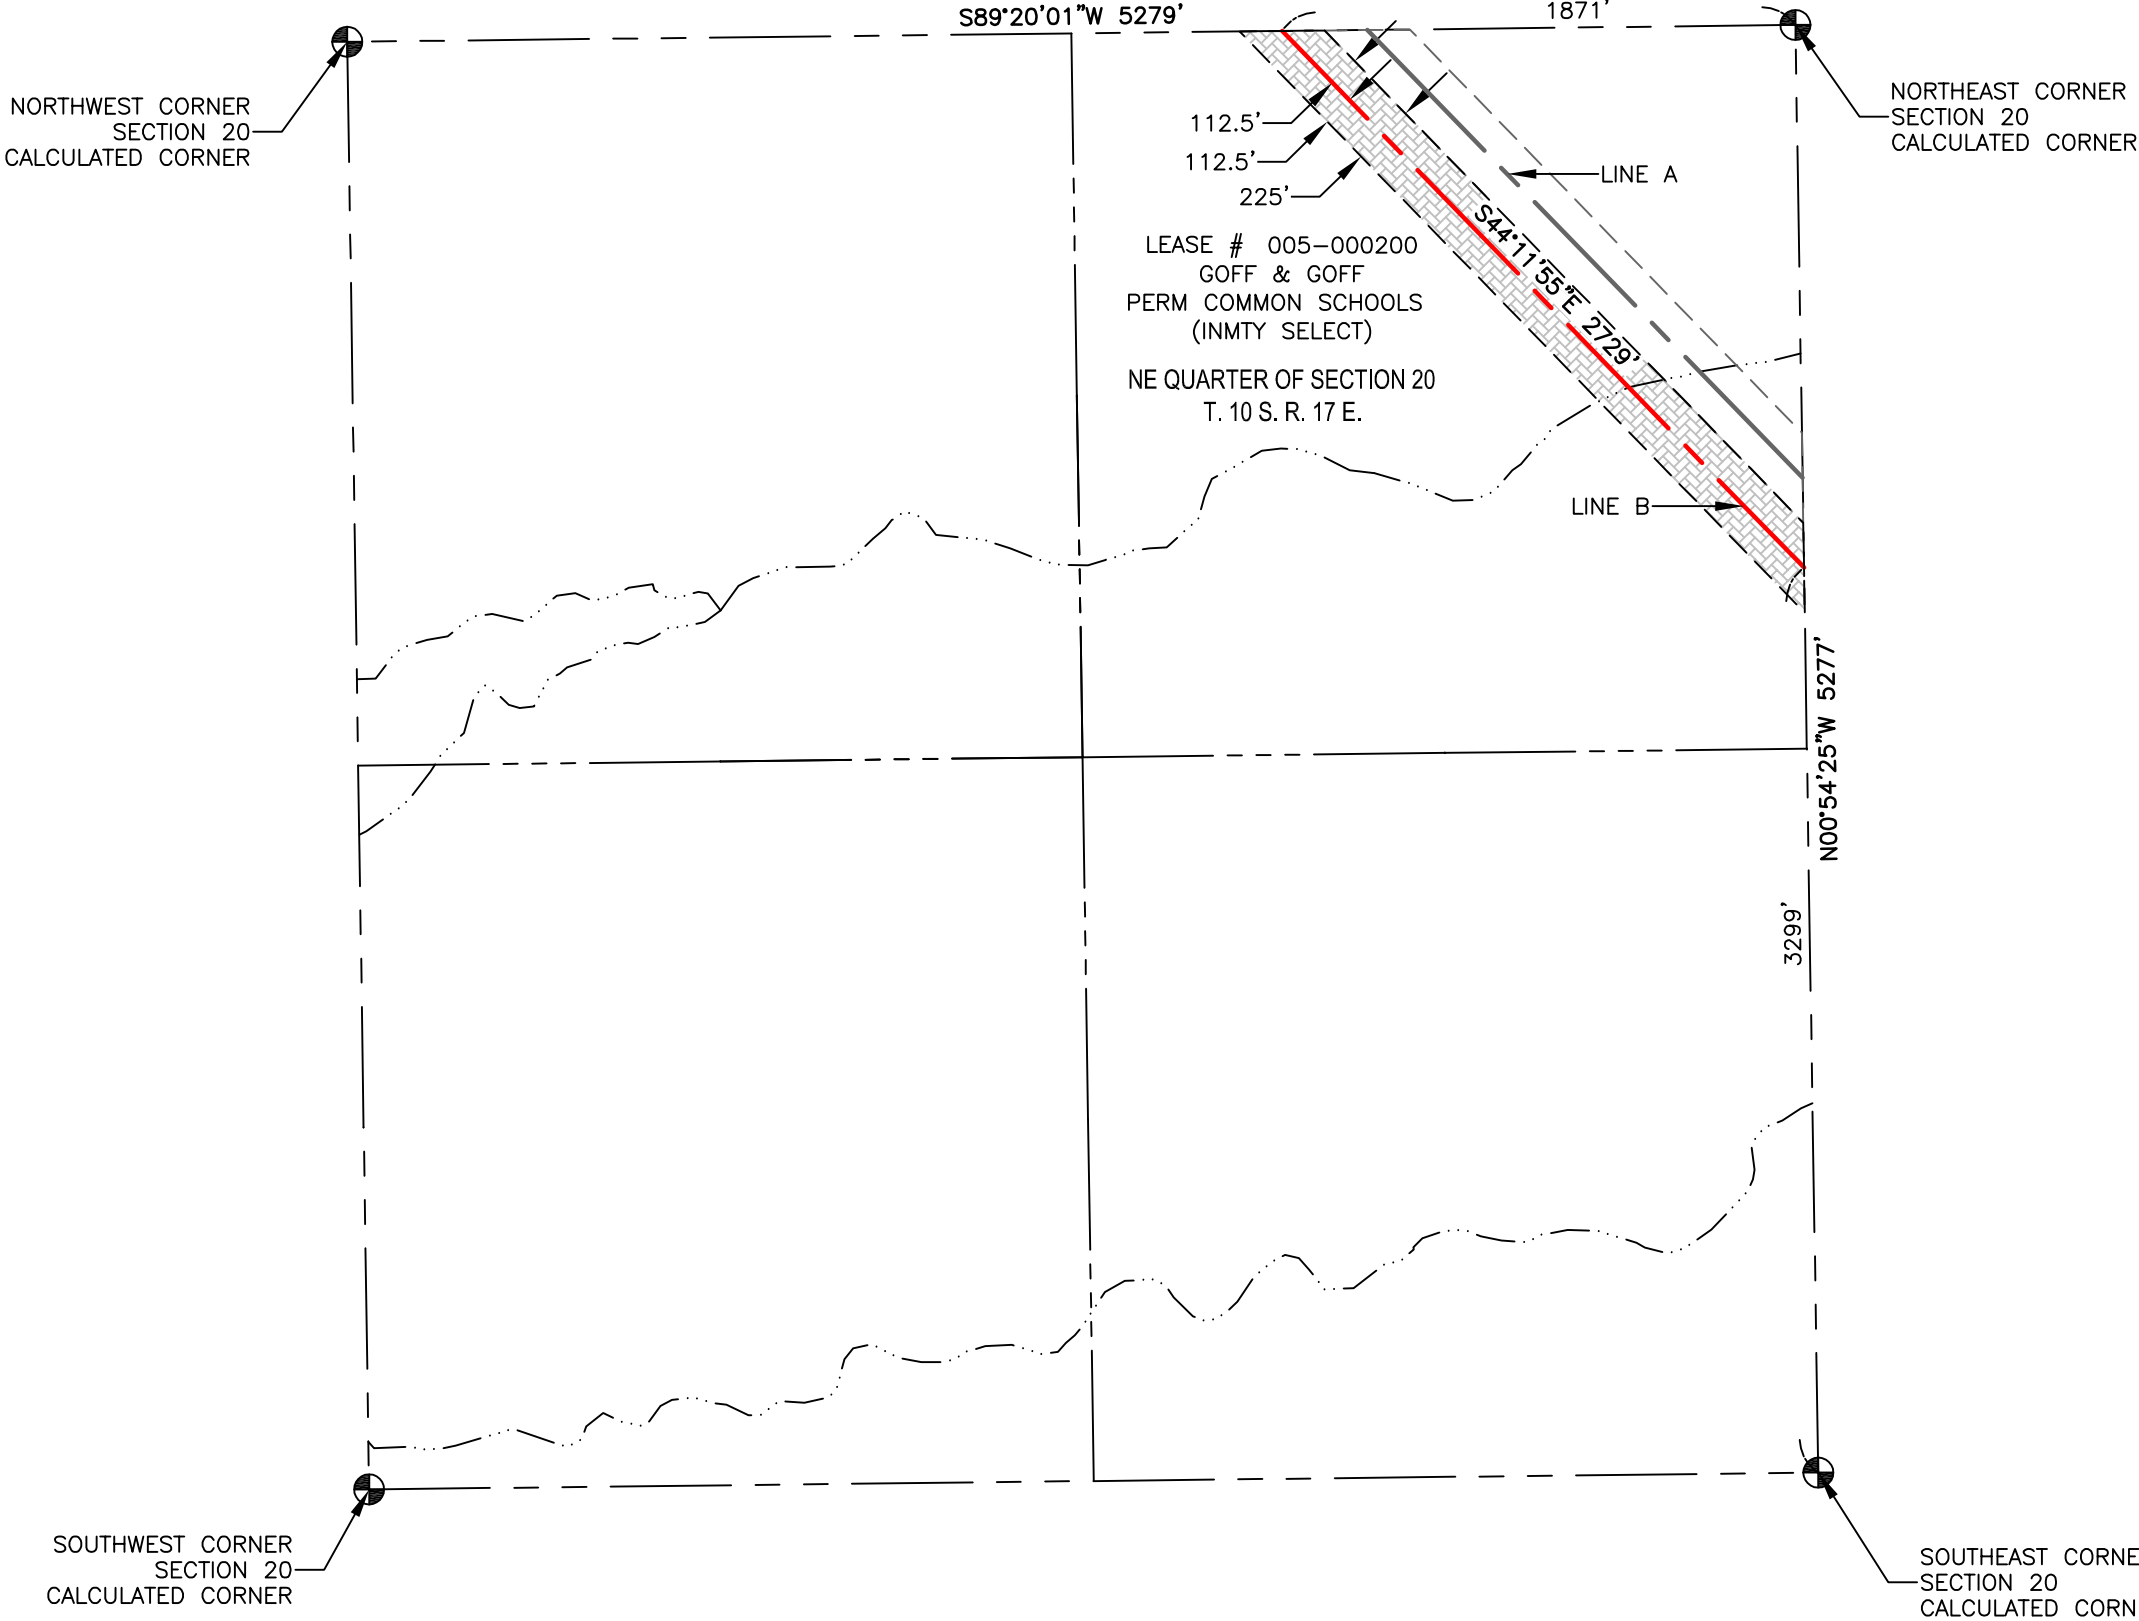 S89°20'01"W 5279'
1871'
NORTHWEST CORNER
SECTION 20
CALCULATED CORNER
NORTHEAST CORNER
SECTION 20
CALCULATED CORNER
112.5'
112.5'
225'
LINE A
S44°11'55"E 2729'
LEASE # 005-000200
GOFF & GOFF
PERM COMMON SCHOOLS
(INMTY SELECT)
NE QUARTER OF SECTION 20
T. 10 S. R. 17 E.
LINE B
N00°54'25"W 5277'
3299'
SOUTHWEST CORNER
SECTION 20
CALCULATED CORNER
SOUTHEAST CORNE
SECTION 20
CALCULATED CORN